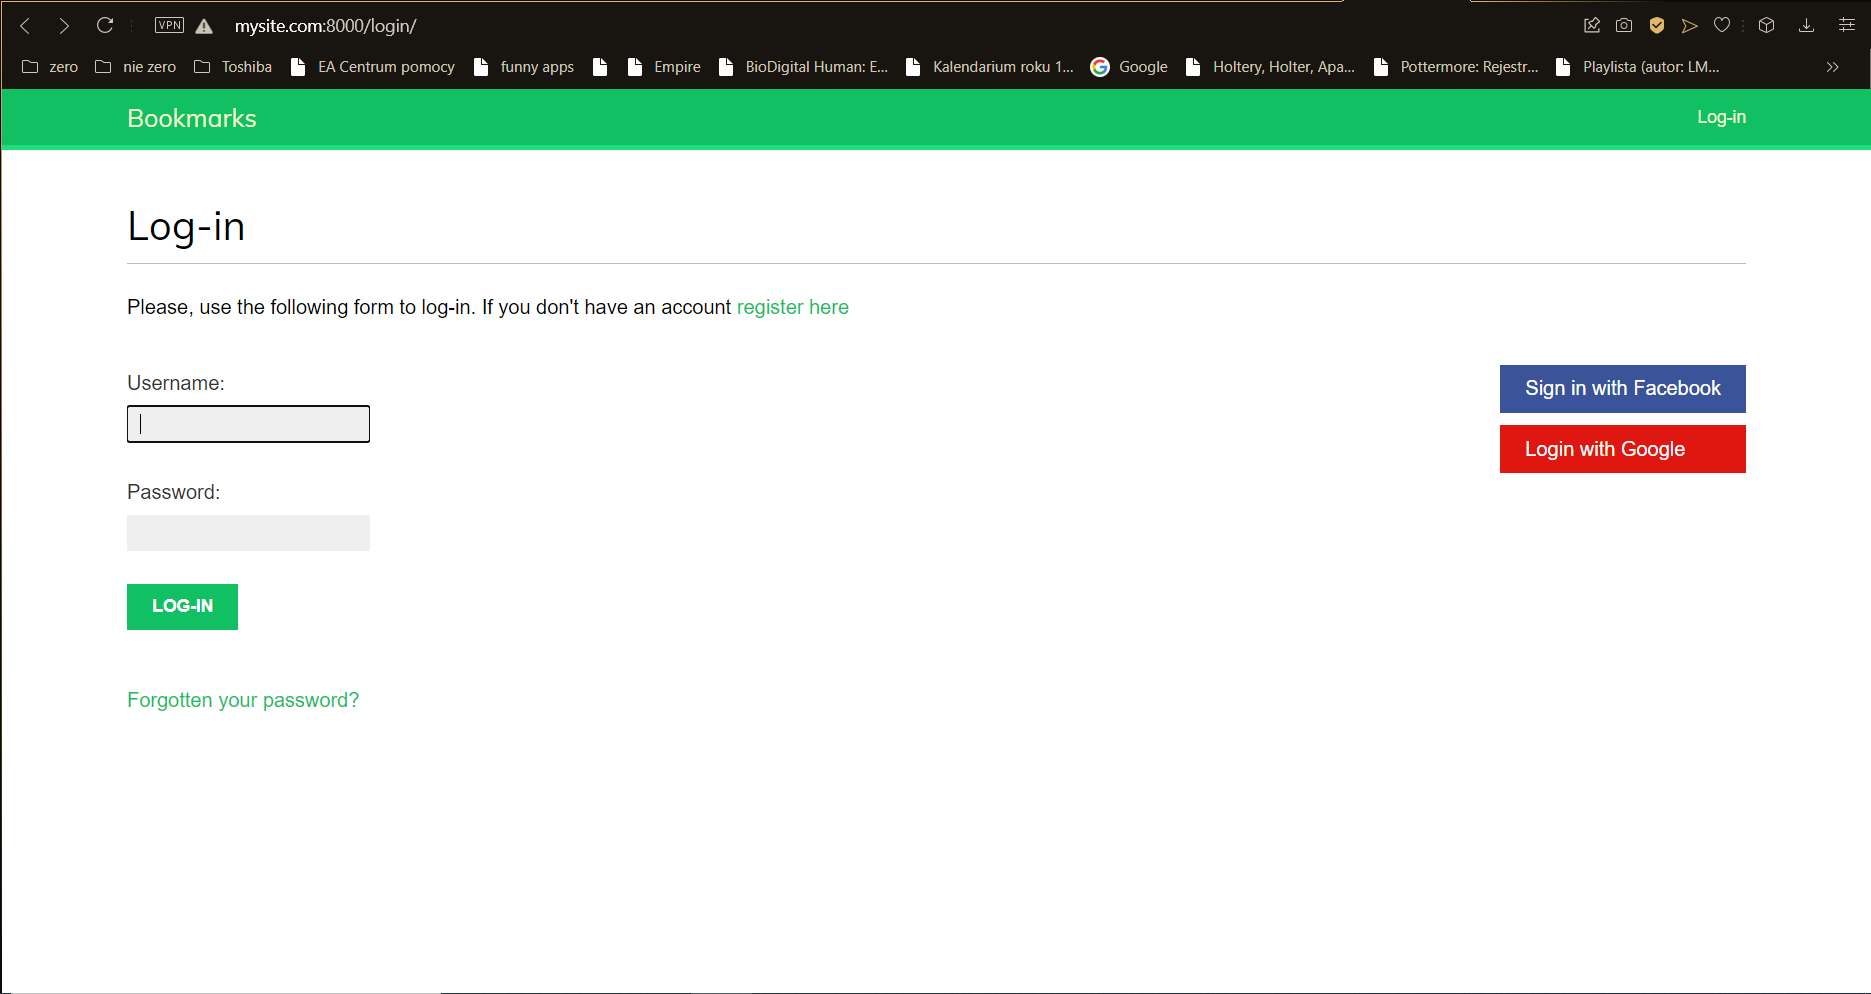 VPN mysite.com:8000/login/
zero nie zero Toshiba EA Centrum pomocy funny apps Empire BioDigital Human: E... Kalendarium roku 1... Google Holtery, Holter, Apa... Pottermore: Rejestr... Playlista (autor: LM...
Bookmarks Log-in
Log-in
Please, use the following form to log-in. If you don't have an account register here
Username:
Sign in with Facebook
Login with Google
Password:
LOG-IN
Forgotten your password?